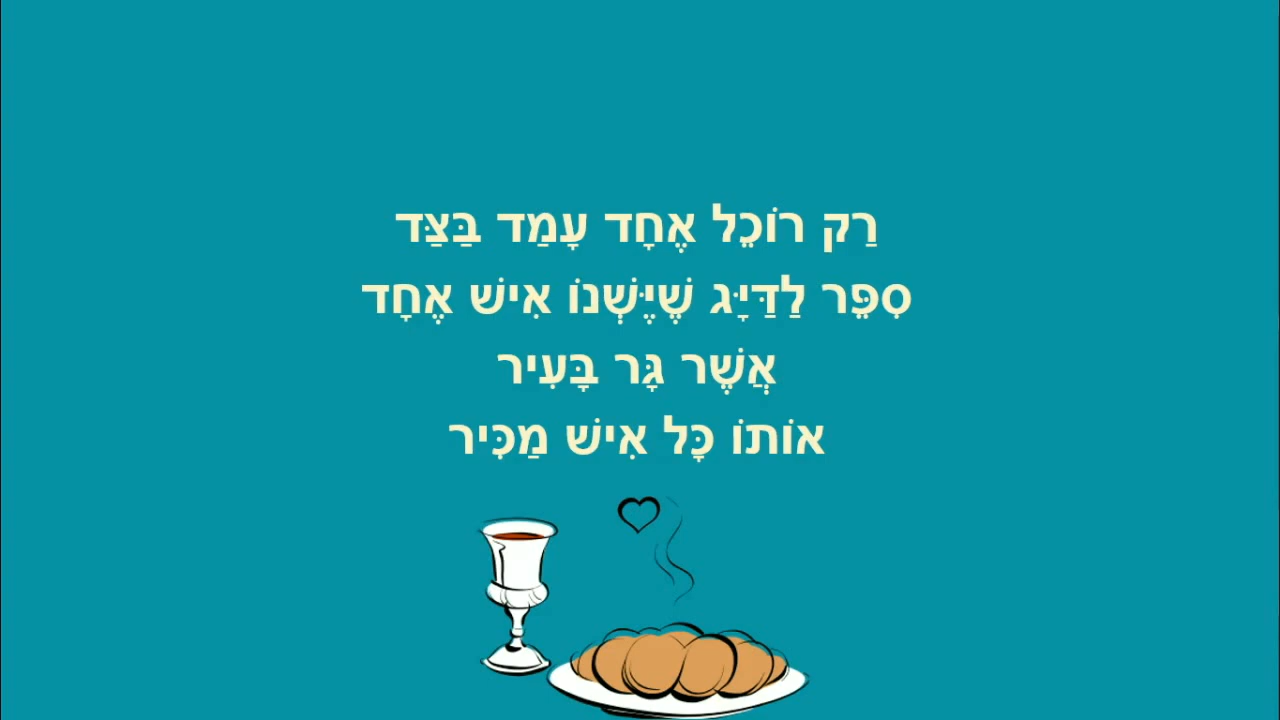 רַק רוֹכֵל אֶחָד עָמַד בַּצַּד
סִפֵּר לַדַּיָּג שֶׁיֶּשְׁנוֹ אִישׁ אֶחָד
אֲשֶׁר גָּר בָּעִיר
אוֹתוֹ כָּל אִישׁ מַכִּיר